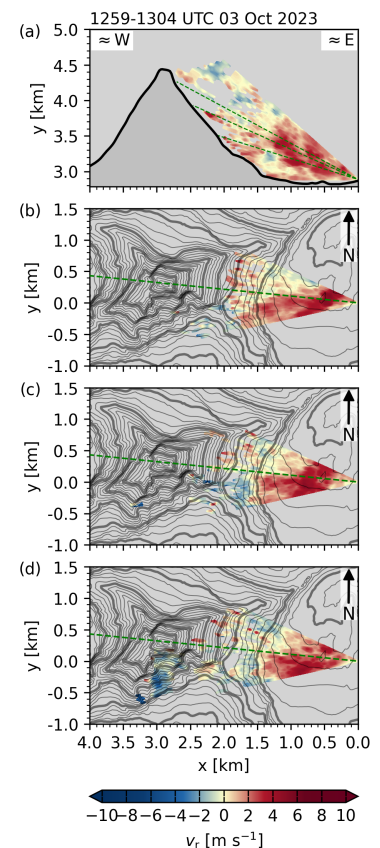 1259-1304 UTC 03 Oct 2023
(a)
≈ W
≈ E
5.0
4.5
4.0
3.5
3.0
y [km]
(b)
1.5
1.0
0.5
0.0
-0.5
-1.0
y [km]
N
(c)
1.5
1.0
0.5
0.0
-0.5
-1.0
y [km]
N
(d)
1.5
1.0
0.5
0.0
-0.5
-1.0
y [km]
N
4.0 3.5 3.0 2.5 2.0 1.5 1.0 0.5 0.0
x [km]
−10 −8 −6 −4 −2 0 2 4 6 8 10
v_r [m s⁻¹]